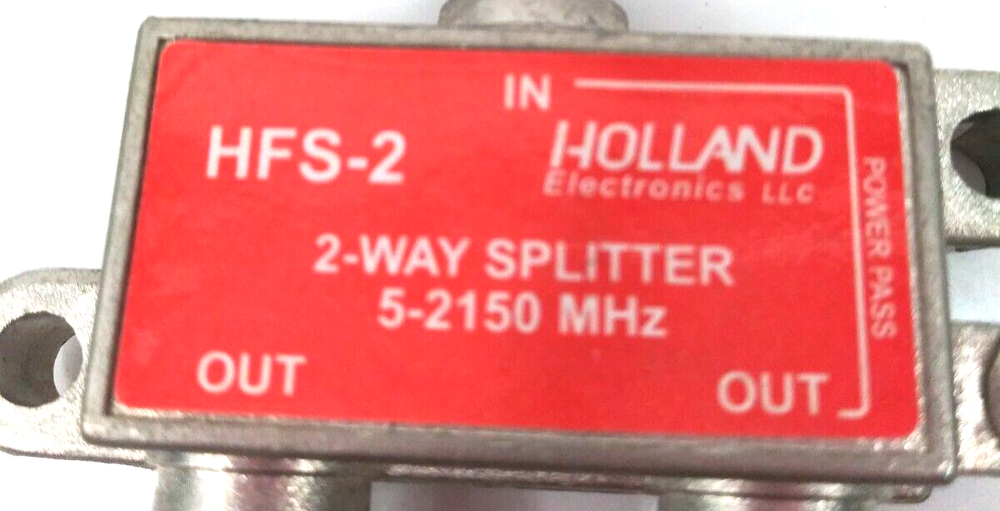 IN
HFS-2
HOLLAND
Electronics LLC
POWER PASS
2-WAY SPLITTER
5-2150 MHz
OUT
OUT